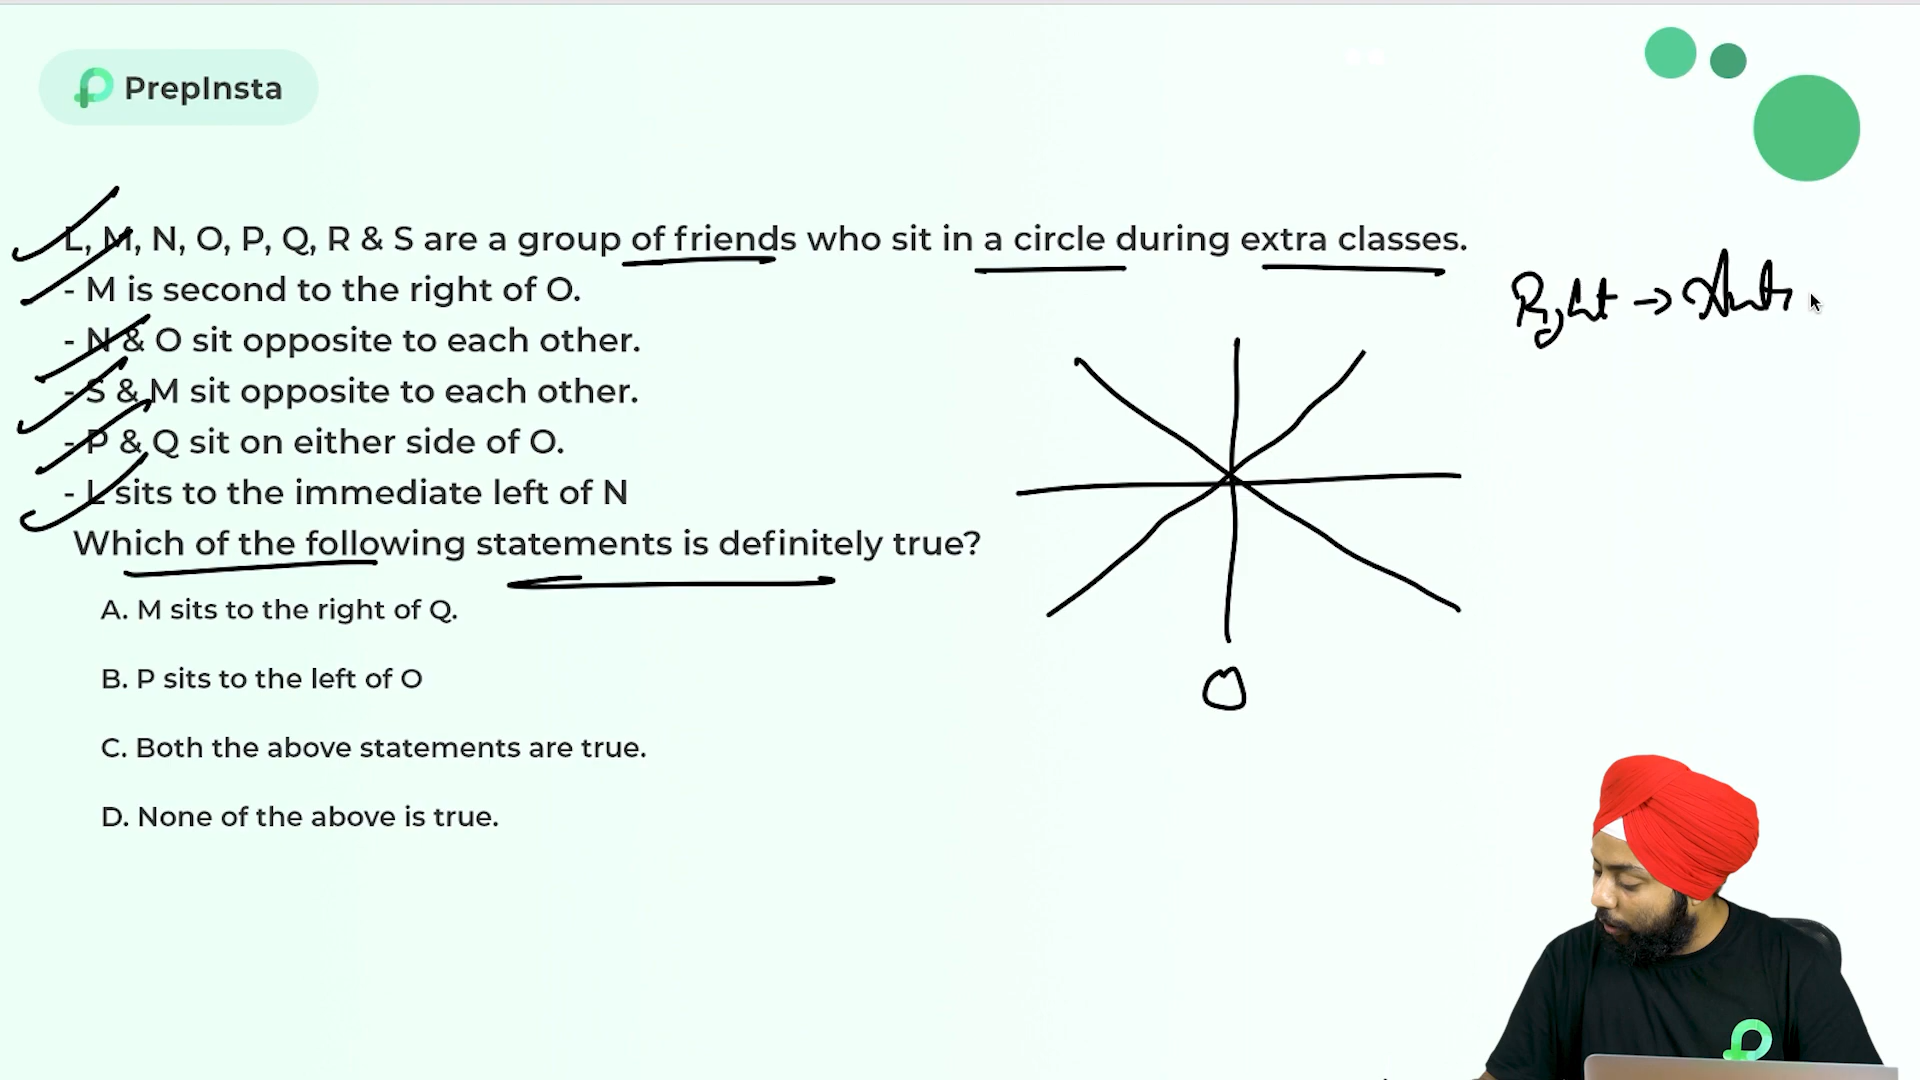 PrepInsta
L, M, N, O, P, Q, R & S are a group of friends who sit in a circle during extra classes.
- M is second to the right of O.
- N & O sit opposite to each other.
- S & M sit opposite to each other.
- P & Q sit on either side of O.
- L sits to the immediate left of N
Which of the following statements is definitely true?
A. M sits to the right of Q.
B. P sits to the left of O
C. Both the above statements are true.
D. None of the above is true.
Right → Anti
O